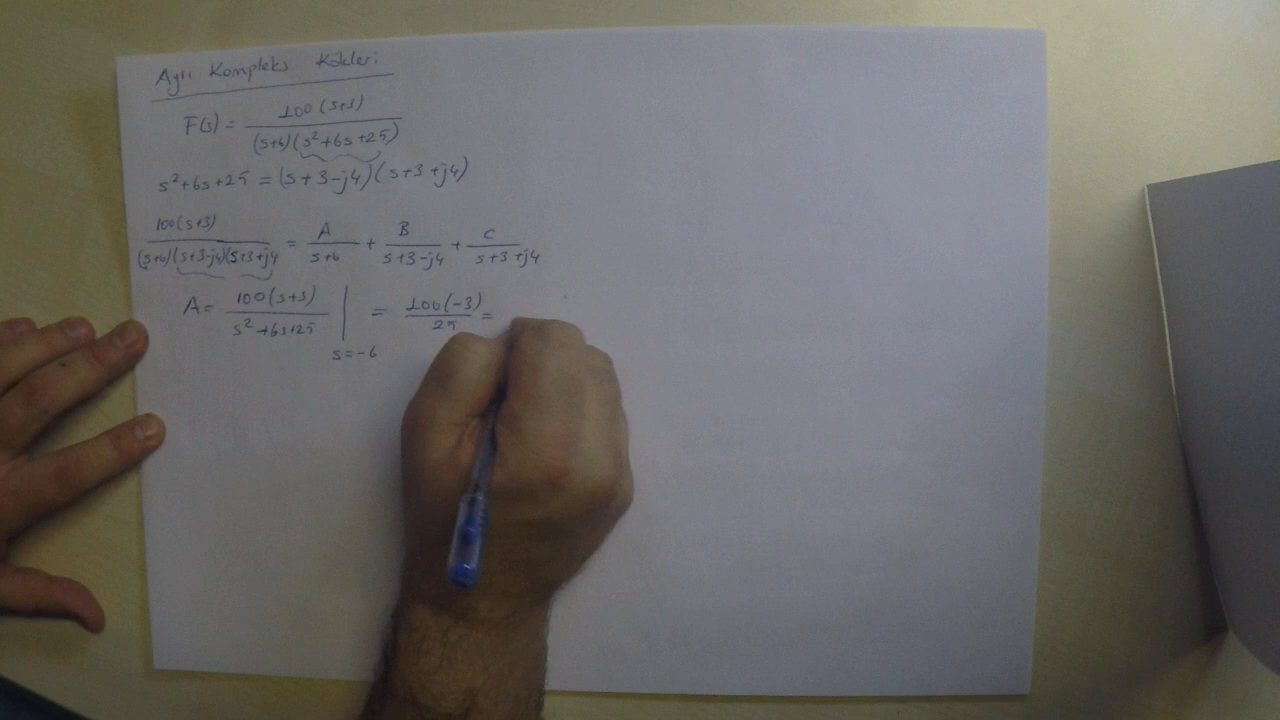 Ayrı Kompleks Kökler:
F(s) = 100(s+3) / (s+6)(s²+6s+25)
s²+6s+25 = (s+3-j4)(s+3+j4)
100(s+3) / (s+6)(s+3-j4)(s+3+j4 = A / s+6 + B / s+3-j4 + C / s+3+j4
A = 100(s+3) / s²+6s+25 | s=-6 = 100(-3) / 25 =